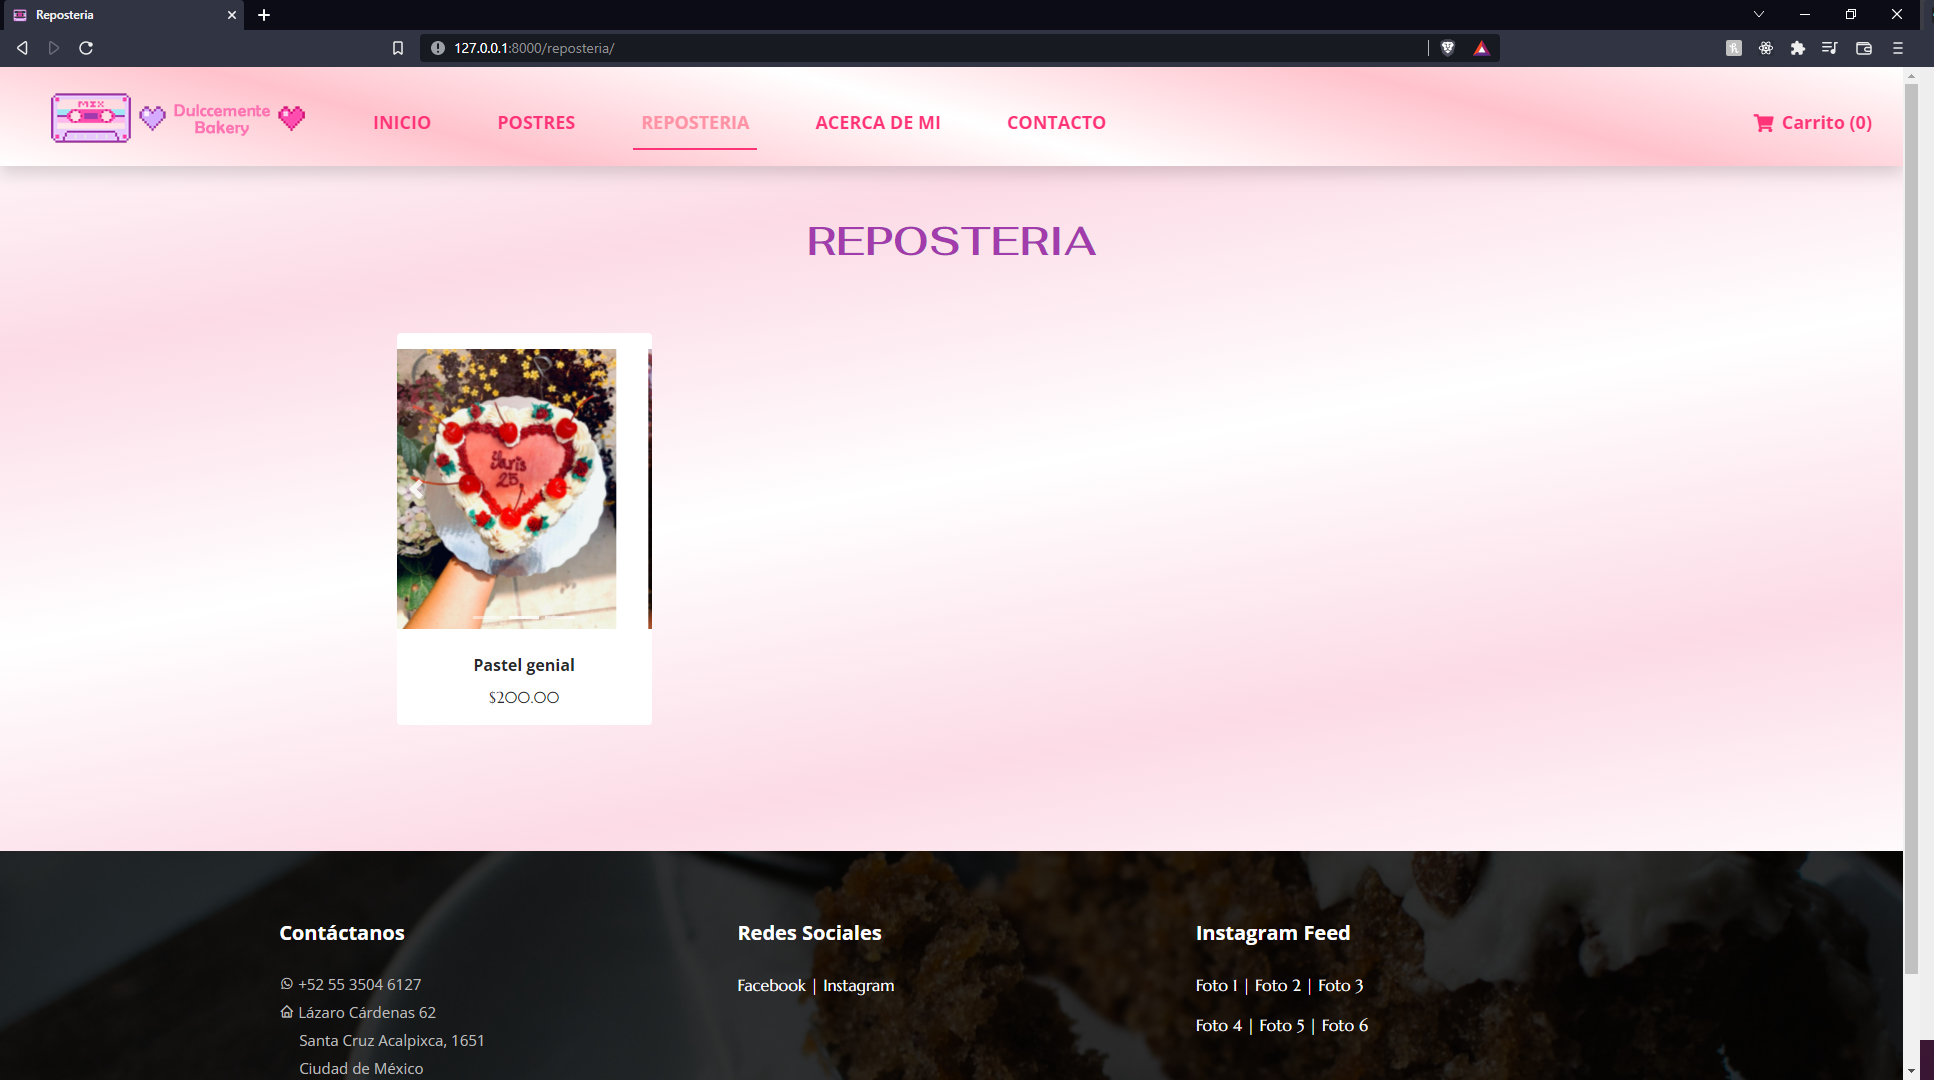 Reposteria
127.0.0.1:8000/reposteria/
MIX
Dulccemente
Bakery
INICIO
POSTRES
REPOSTERIA
ACERCA DE MI
CONTACTO
Carrito (0)
REPOSTERIA
Yaris
25
Pastel genial
$200.00
Contáctanos
+52 55 3504 6127
Lázaro Cárdenas 62
Santa Cruz Acalpixca, 1651
Ciudad de México
Redes Sociales
Facebook | Instagram
Instagram Feed
Foto 1 | Foto 2 | Foto 3
Foto 4 | Foto 5 | Foto 6